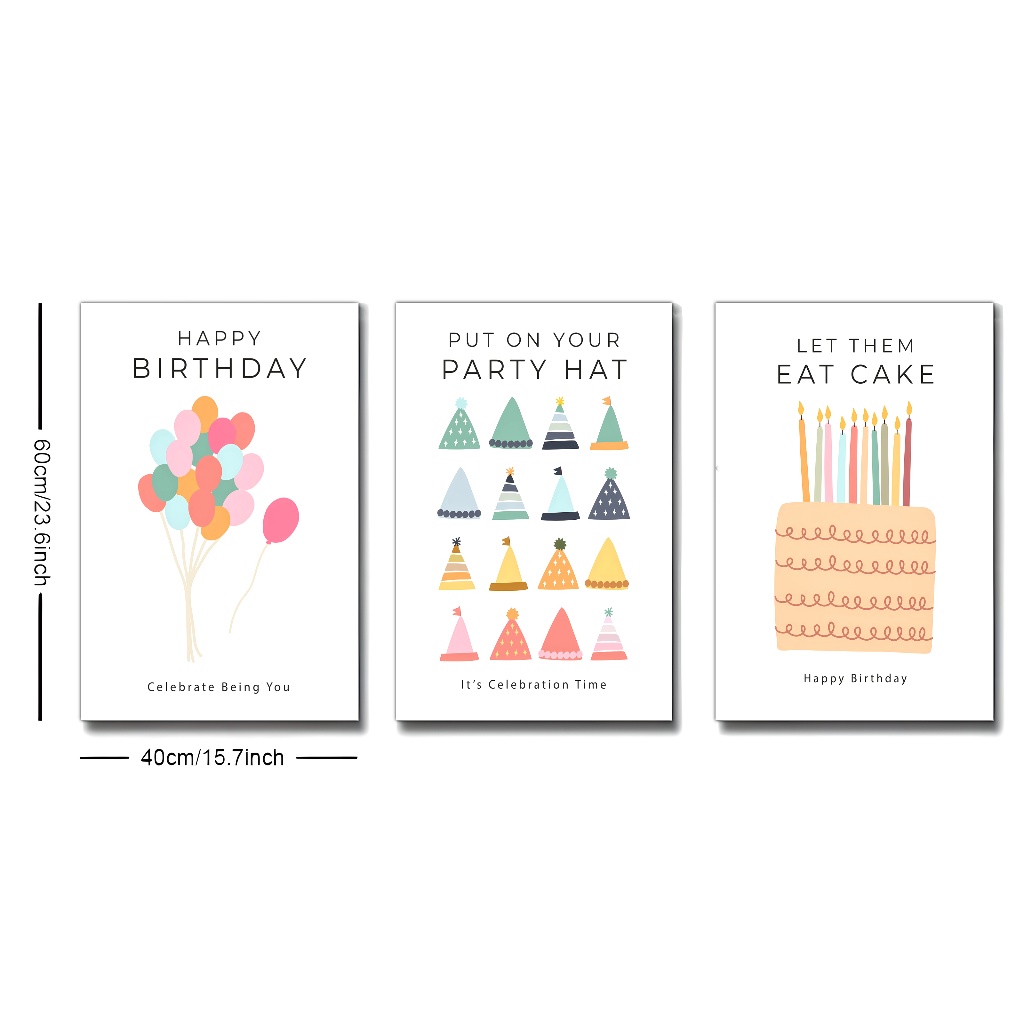 HAPPY
BIRTHDAY
Celebrate Being You
PUT ON YOUR
PARTY HAT
It's Celebration Time
LET THEM
EAT CAKE
Happy Birthday
60cm/23.6inch
40cm/15.7inch